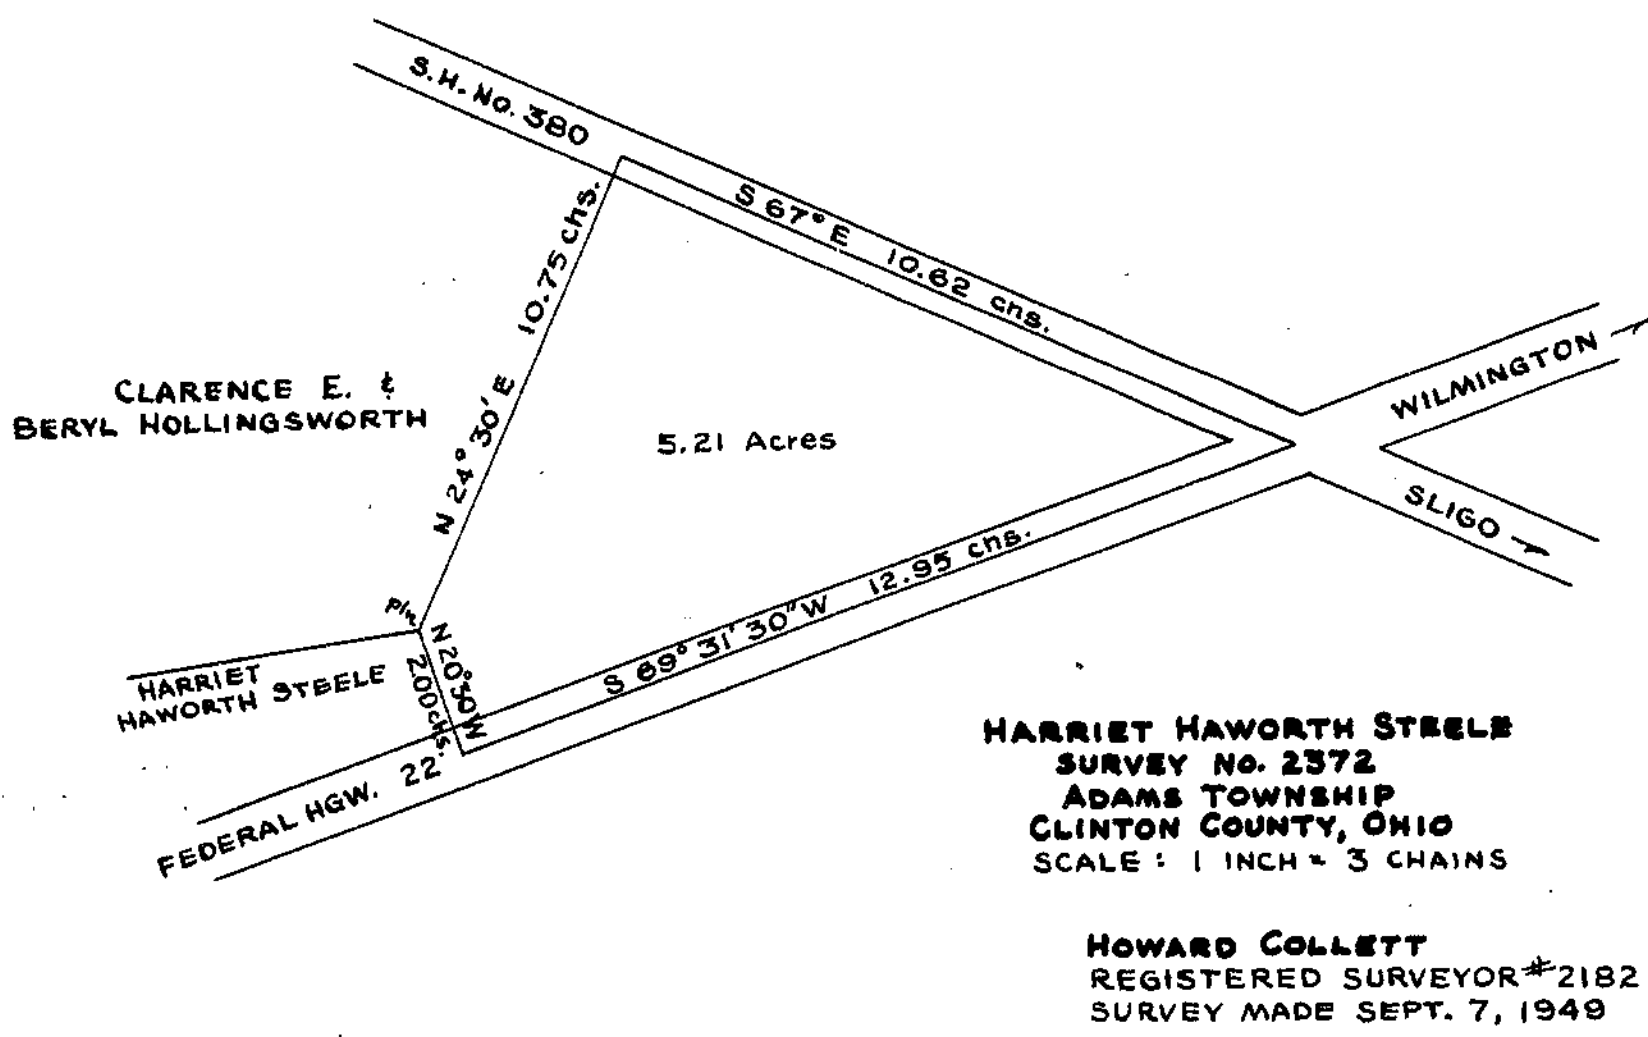 S.H. No. 380
S 67° E 10.62 chs.
N 24° 30' E 10.75 chs.
CLARENCE E. &
BERYL HOLLINGSWORTH
5.21 Acres
WILMINGTON
SLIGO
Pin
N 20°30'W
2.00 chs.
S 69° 31' 30" W 12.95 chs.
HARRIET
HAWORTH STEELE
FEDERAL HGW. 22
HARRIET HAWORTH STEELE
SURVEY NO. 2372
ADAMS TOWNSHIP
CLINTON COUNTY, OHIO
SCALE : 1 INCH = 3 CHAINS
HOWARD COLLETT
REGISTERED SURVEYOR #2182
SURVEY MADE SEPT. 7, 1949